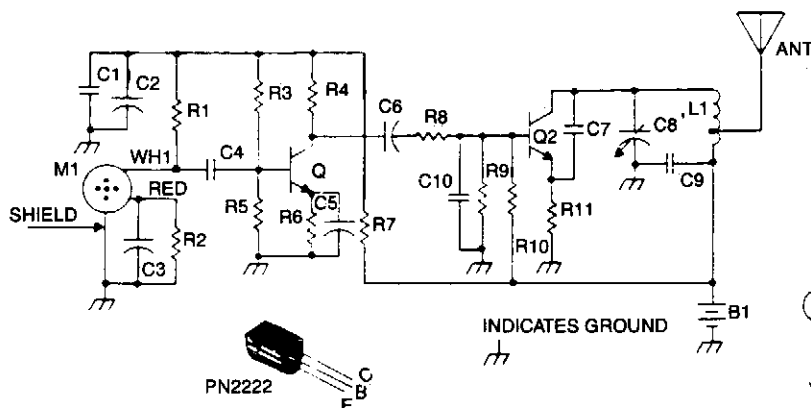 ANT
C1
C2
R1
R3
R4
C6
R8
Q2
C7
C8
L1
M1
WH1
C4
Q
C10
R9
C9
RED
SHIELD
R5
R6
C5
R7
R11
R2
C3
R10
INDICATES GROUND
B1
PN2222
C
B
E